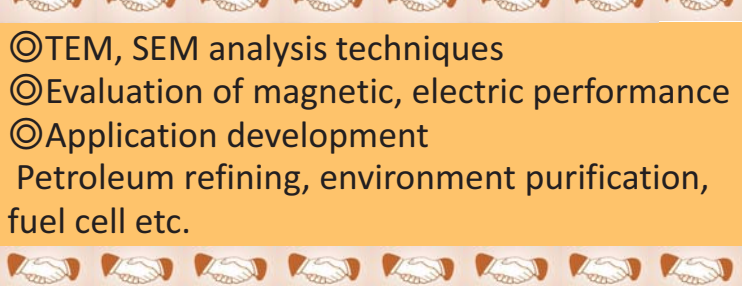 ◎TEM, SEM analysis techniques
◎Evaluation of magnetic, electric performance
◎Application development
Petroleum refining, environment purification,
fuel cell etc.